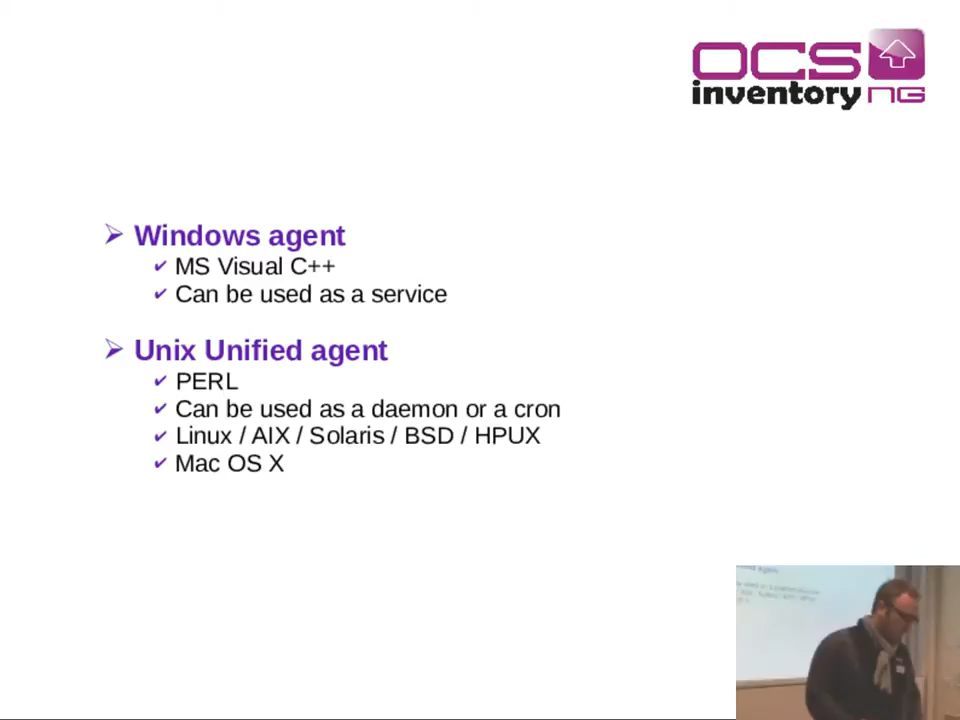 OCS
inventory NG
Windows agent
MS Visual C++
Can be used as a service
Unix Unified agent
PERL
Can be used as a daemon or a cron
Linux / AIX / Solaris / BSD / HPUX
Mac OS X